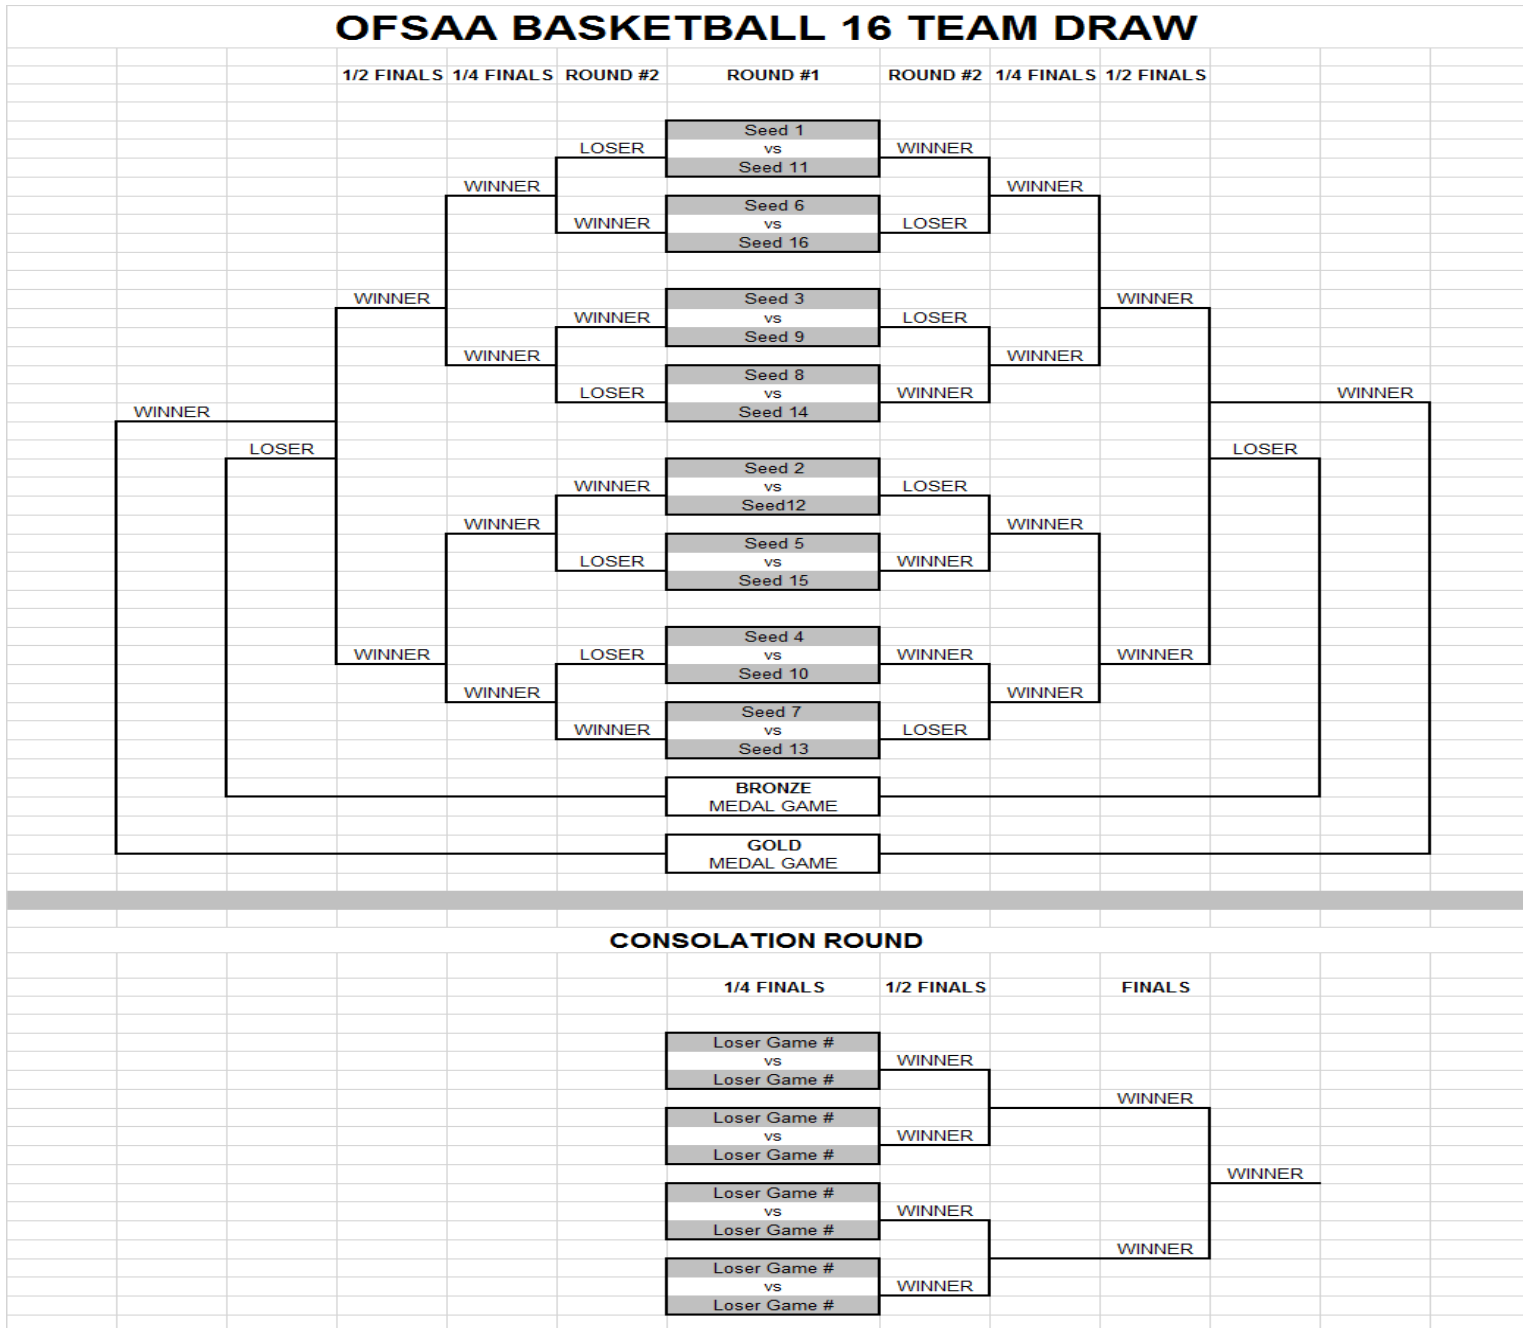 OFSAA BASKETBALL 16 TEAM DRAW
1/2 FINALS 1/4 FINALS ROUND #2 ROUND #1 ROUND #2 1/4 FINALS 1/2 FINALS
Seed 1
LOSER vs WINNER
Seed 11
WINNER WINNER
Seed 6
WINNER vs LOSER
Seed 16
WINNER Seed 3 WINNER
WINNER vs LOSER
Seed 9
WINNER WINNER
Seed 8
LOSER vs WINNER WINNER
WINNER Seed 14
LOSER LOSER
Seed 2
WINNER vs LOSER
Seed12
WINNER WINNER
Seed 5
LOSER vs WINNER
Seed 15
Seed 4
WINNER LOSER vs WINNER WINNER
Seed 10
WINNER WINNER
Seed 7
WINNER vs LOSER
Seed 13
BRONZE
MEDAL GAME
GOLD
MEDAL GAME
CONSOLATION ROUND
1/4 FINALS 1/2 FINALS FINALS
Loser Game #
vs WINNER
Loser Game #
WINNER
Loser Game #
vs WINNER
Loser Game #
WINNER
Loser Game #
vs WINNER
Loser Game #
WINNER
Loser Game #
vs WINNER
Loser Game #